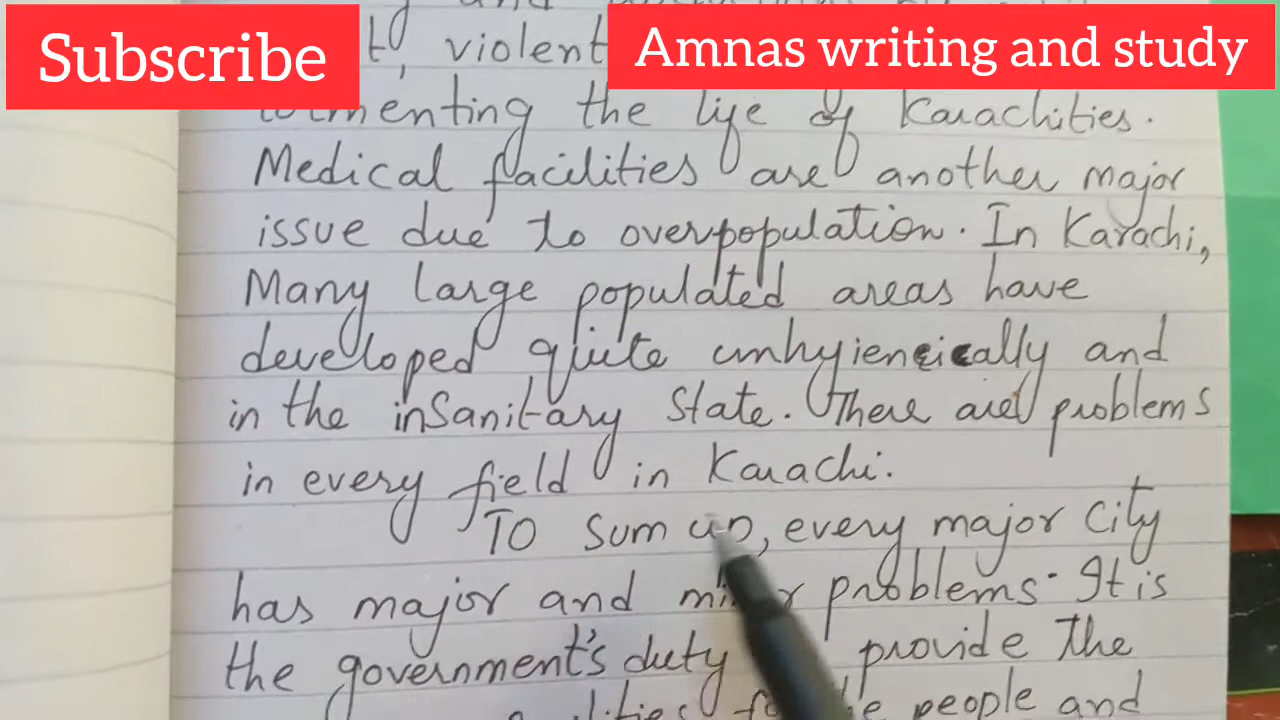 Subscribe
Amnas writing and study
violent
the life of Karachities.
Medical facilities are another major
issue due to overpopulation. In Karachi,
Many large populated areas have
developed quite unhyieneically and
in the insanitary state. There are problems
in every field in Karachi.
To sum up, every major city
has major and minor problems. It is
the government's duty provide the
people and